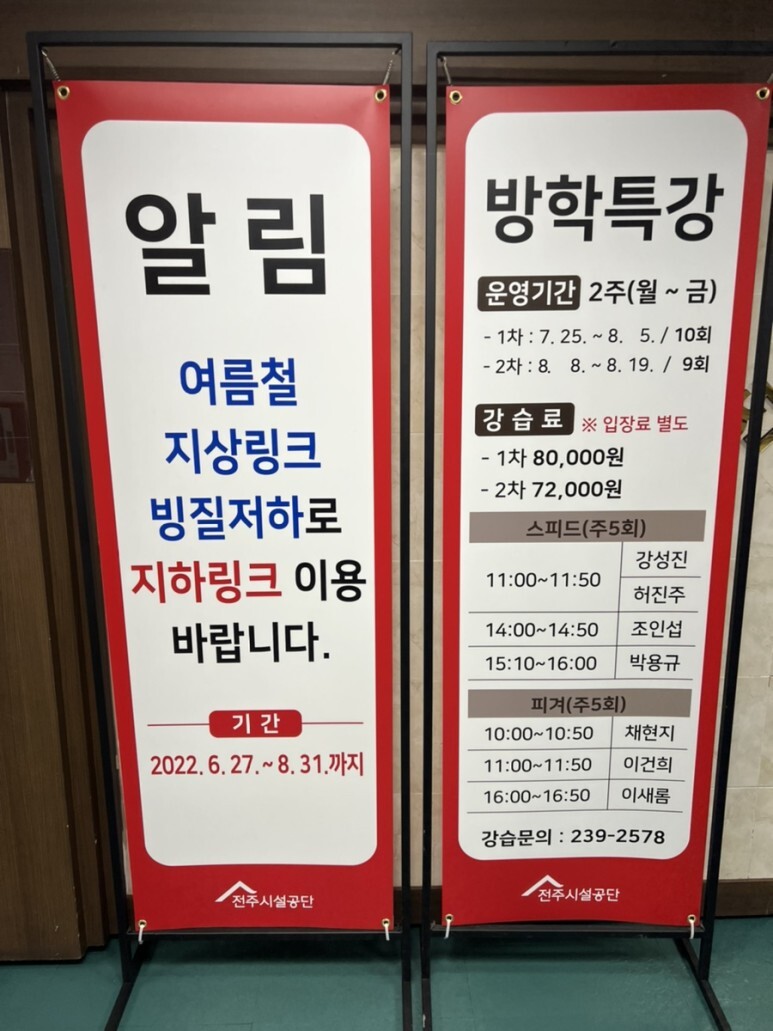 알림
여름철
지상링크
빙질저하로
지하링크 이용
바랍니다.
기간
2022. 6. 27. ~ 8. 31.까지
전주시설공단
방학특강
운영기간 2주(월 ~ 금)
- 1차 : 7. 25. ~ 8. 5. / 10회
- 2차 : 8. 8. ~ 8. 19. / 9회
강습료 ※ 입장료 별도
- 1차 80,000원
- 2차 72,000원
스피드(주5회)
11:00~11:50 강성진
허진주
14:00~14:50 조인섭
15:10~16:00 박용규
피겨(주5회)
10:00~10:50 채현지
11:00~11:50 이건희
16:00~16:50 이새롬
강습문의 : 239-2578
전주시설공단